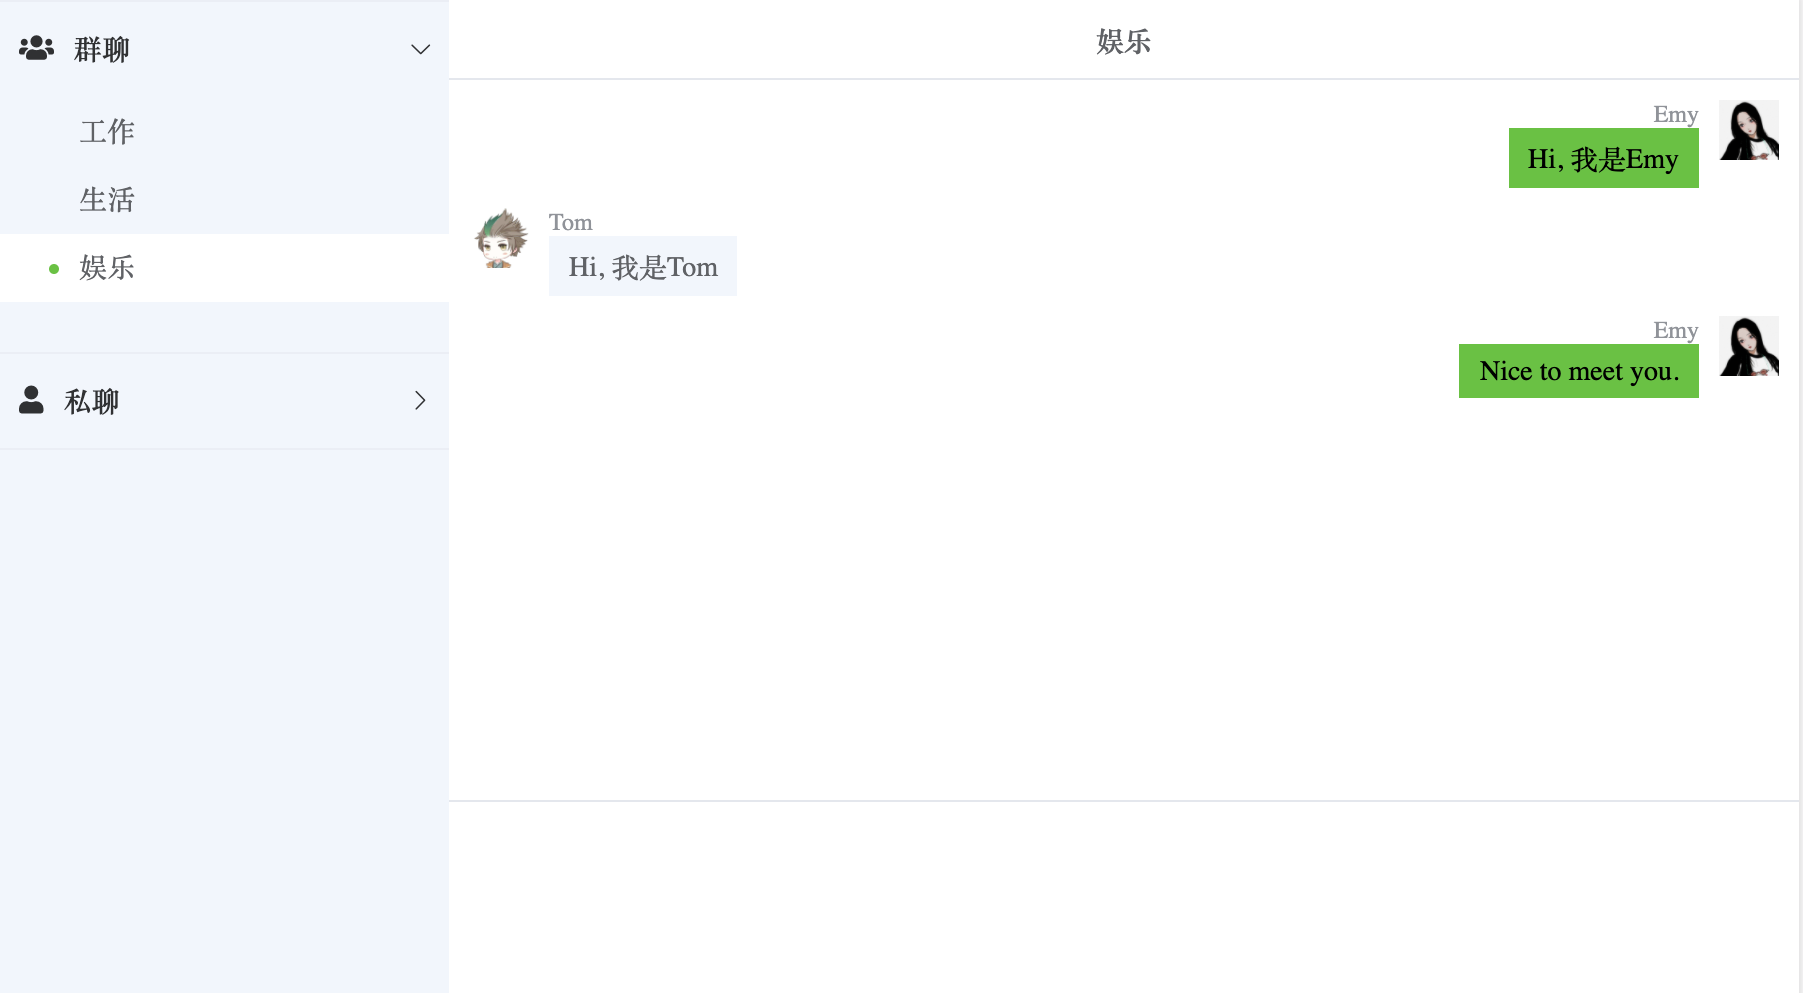 群聊
工作
生活
娱乐
私聊
娱乐
Emy
Hi, 我是Emy
Tom
Hi, 我是Tom
Emy
Nice to meet you.